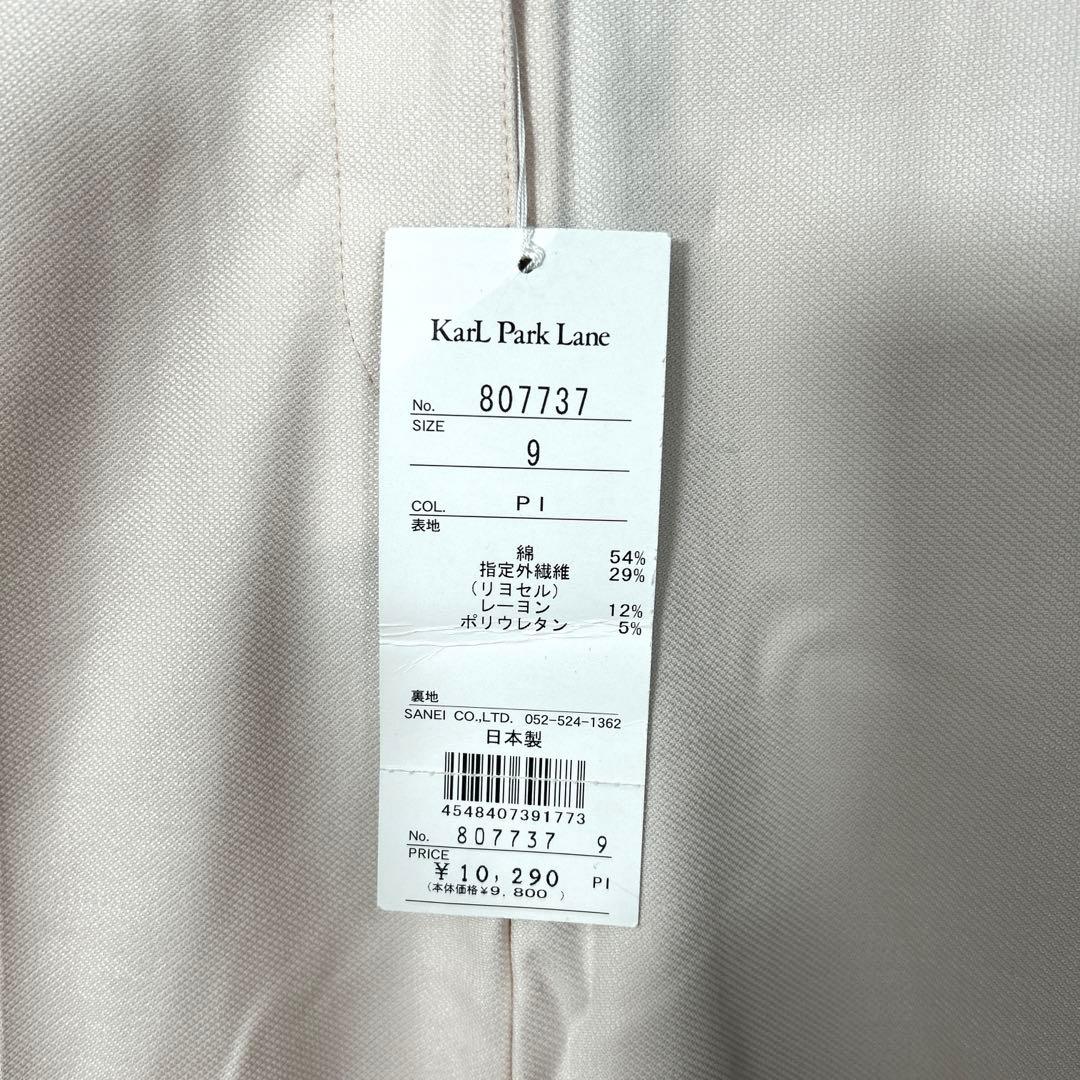 KarL Park Lane
No. 807737
SIZE
9
COL. PI
表地
綿 54%
指定外繊維 29%
（リヨセル）
レーヨン 12%
ポリウレタン 5%
裏地
SANEI CO.,LTD. 052-524-1362
日本製
4548407391773
No. 807737 9
PRICE
¥10,290 PI
（本体価格¥9,800 ）